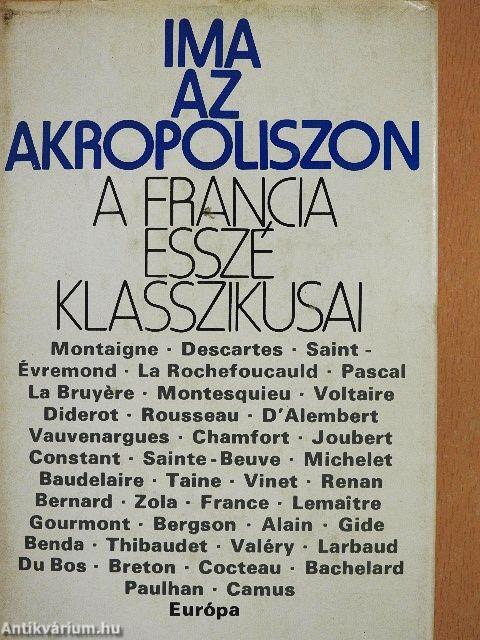 IMA
AZ
AKROPOLISZON
A FRANCIA
ESSZÉ
KLASSZIKUSAI
Montaigne · Descartes · Saint-
Évremond · La Rochefoucauld · Pascal
La Bruyère · Montesquieu · Voltaire
Diderot · Rousseau · D'Alembert
Vauvenargues · Chamfort · Joubert
Constant · Sainte-Beuve · Michelet
Baudelaire · Taine · Vinet · Renan
Bernard · Zola · France · Lemaître
Gourmont · Bergson · Alain · Gide
Benda · Thibaudet · Valéry · Larbaud
Du Bos · Breton · Cocteau · Bachelard
Paulhan · Camus
Európa
Antikvárium.hu